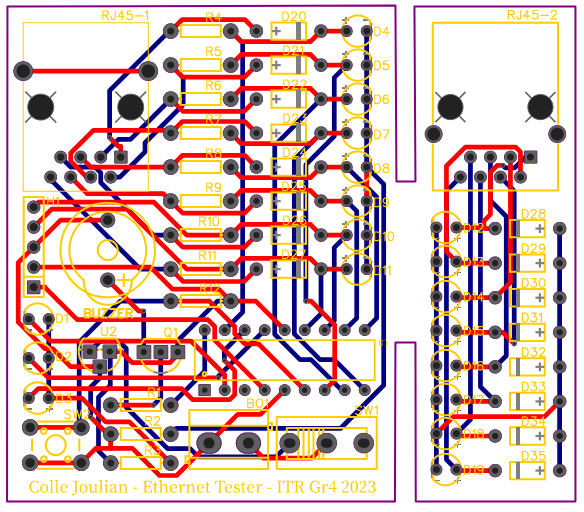 RJ45-1
RJ45-2
R4
D20
D4
R5
D21
D5
R6
D22
D6
R7
D23
D7
R8
D24
D8
R9
D25
D9
R10
D26
D10
R11
D27
D11
R12
H1
BUZZER
D1
U2
Q1
D2
D3
R1
R2
R3
SW2
BO1
SW1
U1
D12
D28
D13
D29
D14
D30
D15
D31
D16
D32
D17
D33
D18
D34
D19
D35
Colle Joulian - Ethernet Tester - ITR Gr4 2023